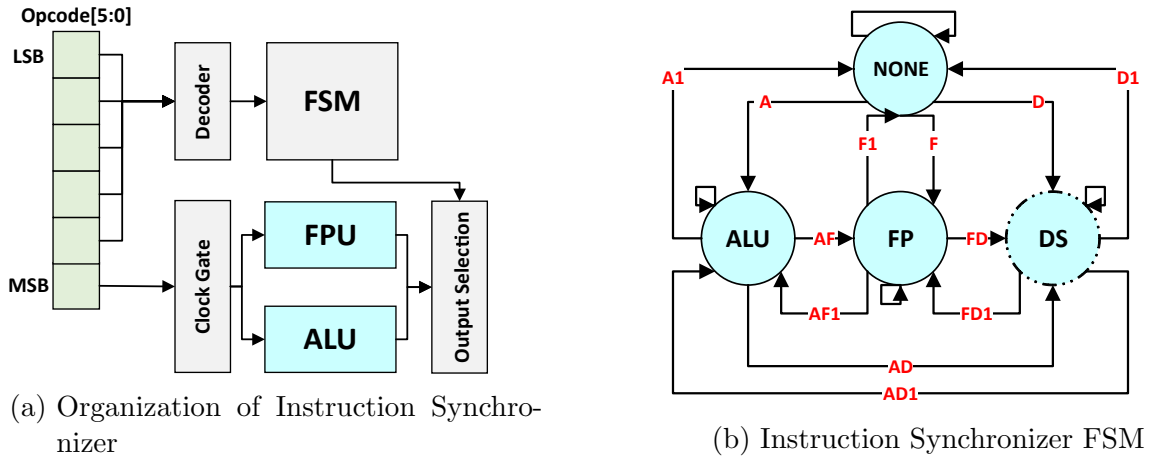 Opcode[5:0]
LSB
MSB
Decoder
FSM
Clock Gate
FPU
ALU
Output Selection
(a) Organization of Instruction Synchro-
nizer
NONE
A1
D1
A
D
F1
F
ALU
AF
FP
FD
DS
AF1
FD1
AD
AD1
(b) Instruction Synchronizer FSM